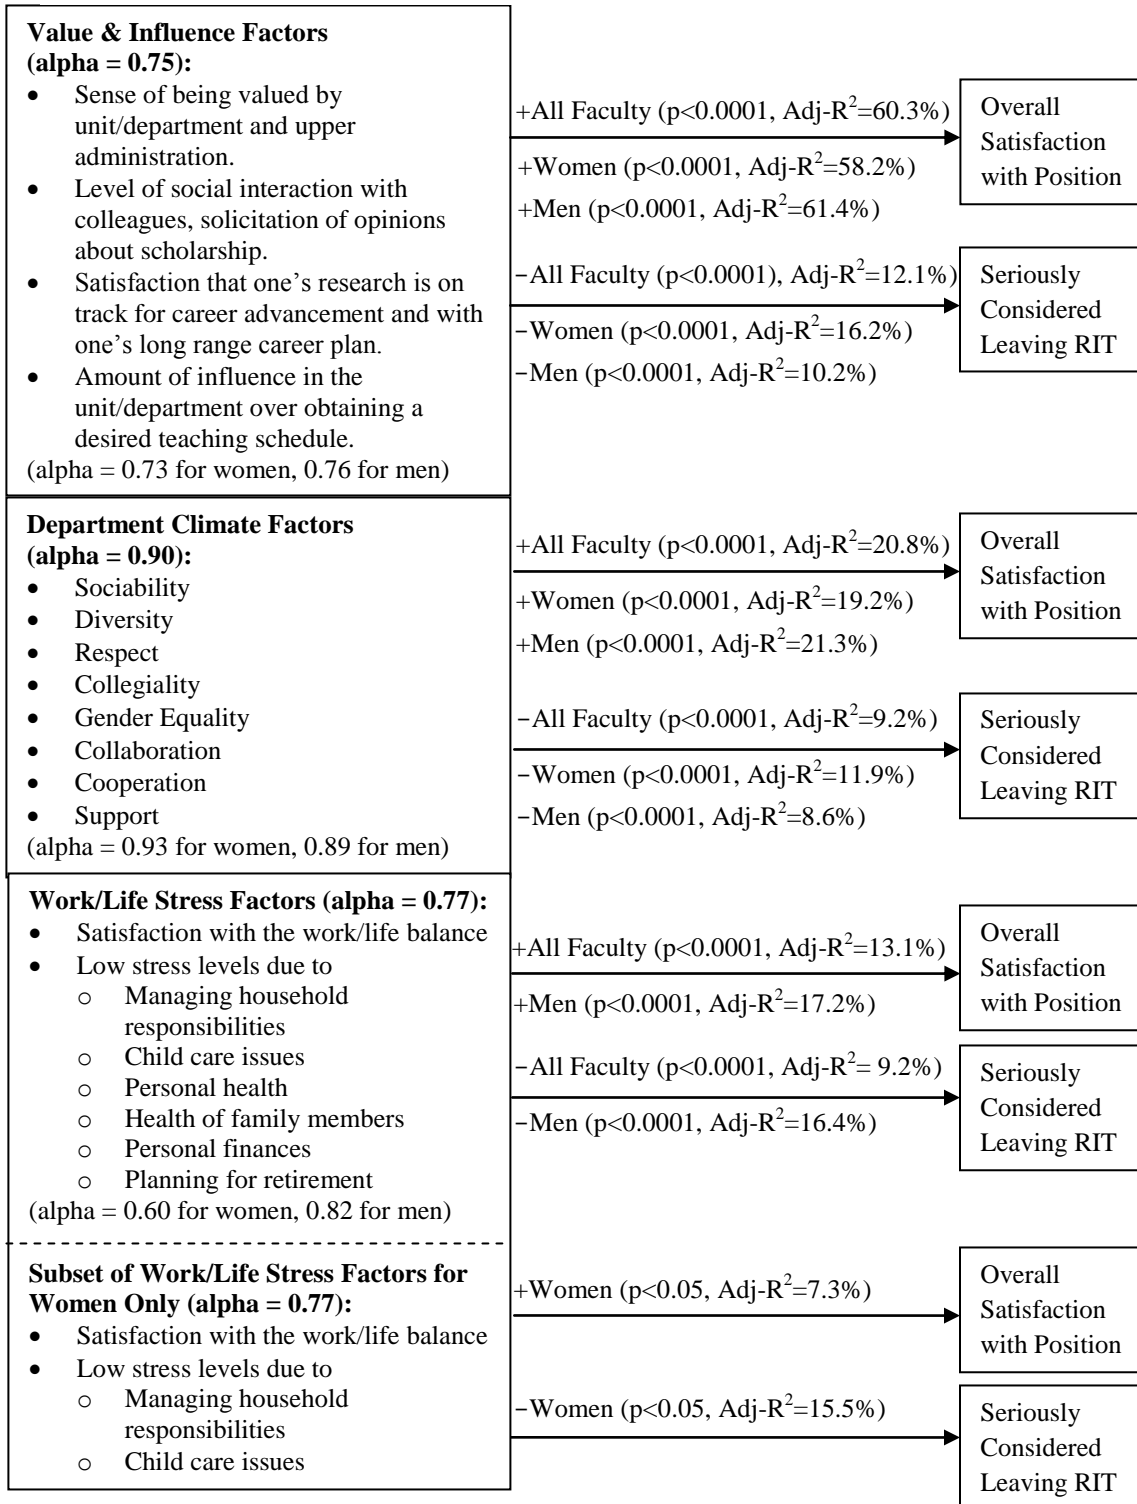 Value & Influence Factors
(alpha = 0.75):
• Sense of being valued by
unit/department and upper
administration.
• Level of social interaction with
colleagues, solicitation of opinions
about scholarship.
• Satisfaction that one’s research is on
track for career advancement and with
one’s long range career plan.
• Amount of influence in the
unit/department over obtaining a
desired teaching schedule.
(alpha = 0.73 for women, 0.76 for men)
+All Faculty (p<0.0001, Adj-R²=60.3%)
+Women (p<0.0001, Adj-R²=58.2%)
+Men (p<0.0001, Adj-R²=61.4%)
Overall
Satisfaction
with Position
−All Faculty (p<0.0001), Adj-R²=12.1%)
−Women (p<0.0001, Adj-R²=16.2%)
−Men (p<0.0001, Adj-R²=10.2%)
Seriously
Considered
Leaving RIT
Department Climate Factors
(alpha = 0.90):
• Sociability
• Diversity
• Respect
• Collegiality
• Gender Equality
• Collaboration
• Cooperation
• Support
(alpha = 0.93 for women, 0.89 for men)
+All Faculty (p<0.0001, Adj-R²=20.8%)
+Women (p<0.0001, Adj-R²=19.2%)
+Men (p<0.0001, Adj-R²=21.3%)
Overall
Satisfaction
with Position
−All Faculty (p<0.0001, Adj-R²=9.2%)
−Women (p<0.0001, Adj-R²=11.9%)
−Men (p<0.0001, Adj-R²=8.6%)
Seriously
Considered
Leaving RIT
Work/Life Stress Factors (alpha = 0.77):
• Satisfaction with the work/life balance
• Low stress levels due to
o Managing household
responsibilities
o Child care issues
o Personal health
o Health of family members
o Personal finances
o Planning for retirement
(alpha = 0.60 for women, 0.82 for men)
+All Faculty (p<0.0001, Adj-R²=13.1%)
+Men (p<0.0001, Adj-R²=17.2%)
Overall
Satisfaction
with Position
−All Faculty (p<0.0001, Adj-R²= 9.2%)
−Men (p<0.0001, Adj-R²=16.4%)
Seriously
Considered
Leaving RIT
Subset of Work/Life Stress Factors for
Women Only (alpha = 0.77):
• Satisfaction with the work/life balance
• Low stress levels due to
o Managing household
responsibilities
o Child care issues
+Women (p<0.05, Adj-R²=7.3%)
Overall
Satisfaction
with Position
−Women (p<0.05, Adj-R²=15.5%)
Seriously
Considered
Leaving RIT